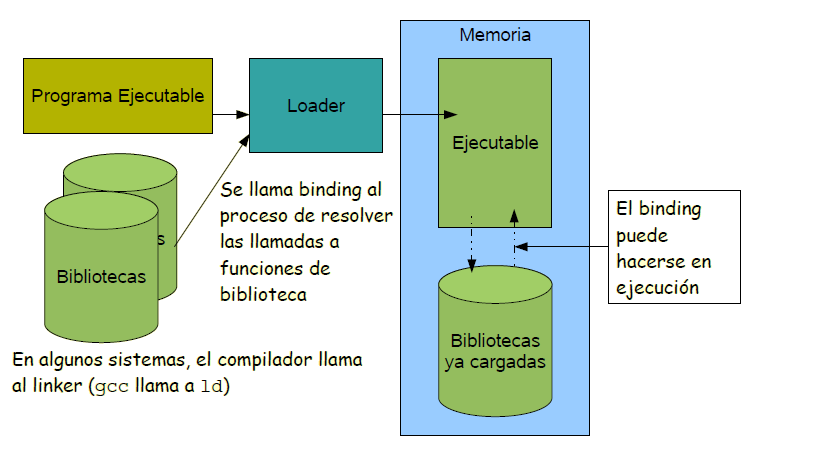 Memoria
Programa Ejecutable
Loader
Ejecutable
Se llama binding al
proceso de resolver
las llamadas a
funciones de
biblioteca
s
Bibliotecas
El binding
puede
hacerse en
ejecución
Bibliotecas
ya cargadas
En algunos sistemas, el compilador llama
al linker (gcc llama a ld)